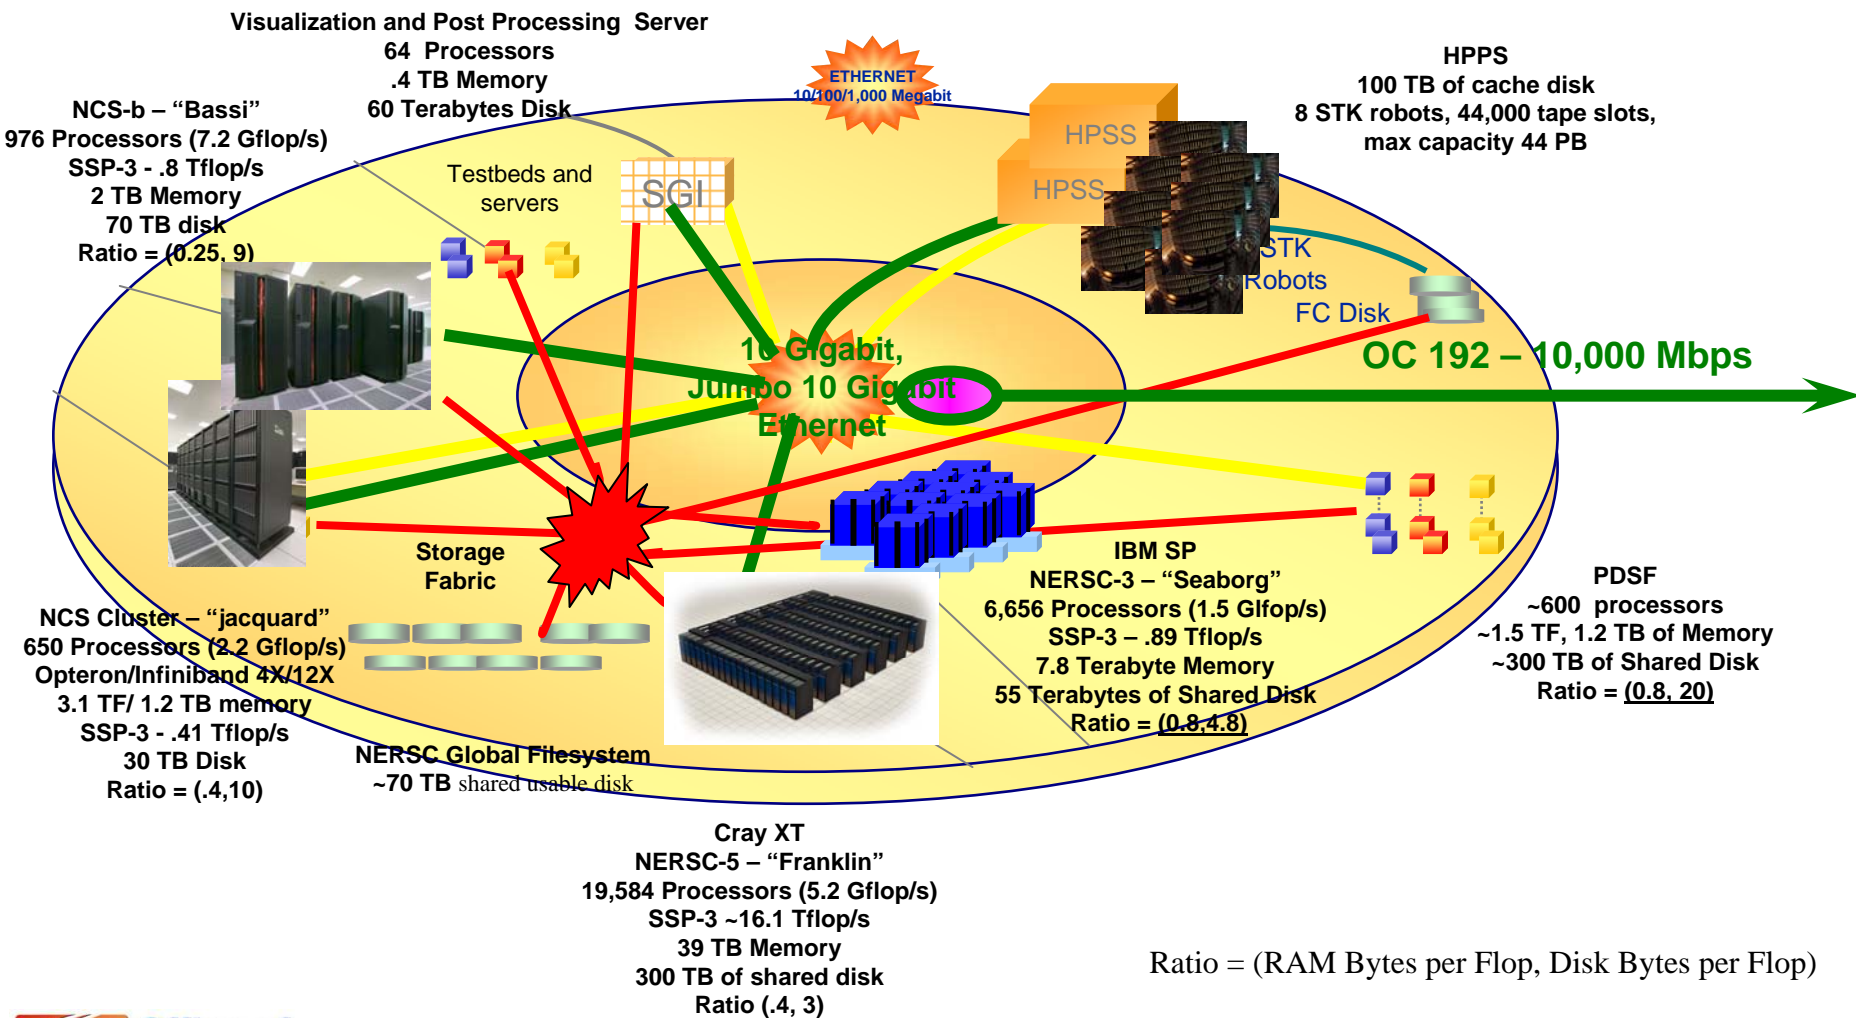 Visualization and Post Processing Server
64 Processors
.4 TB Memory
60 Terabytes Disk
ETHERNET
10/100/1,000 Megabit
HPPS
100 TB of cache disk
8 STK robots, 44,000 tape slots,
max capacity 44 PB
NCS-b – “Bassi”
976 Processors (7.2 Gflop/s)
SSP-3 - .8 Tflop/s
2 TB Memory
70 TB disk
Ratio = (0.25, 9)
Testbeds and
servers
SGI
HPSS
HPSS
STK
Robots
FC Disk
10 Gigabit,
Jumbo 10 Gigabit
Ethernet
OC 192 – 10,000 Mbps
Storage
Fabric
IBM SP
NERSC-3 – “Seaborg”
6,656 Processors (1.5 Glfop/s)
SSP-3 – .89 Tflop/s
7.8 Terabyte Memory
55 Terabytes of Shared Disk
Ratio = (0.8,4.8)
PDSF
~600 processors
~1.5 TF, 1.2 TB of Memory
~300 TB of Shared Disk
Ratio = (0.8, 20)
NCS Cluster – “jacquard”
650 Processors (2.2 Gflop/s)
Opteron/Infiniband 4X/12X
3.1 TF/ 1.2 TB memory
SSP-3 - .41 Tflop/s
30 TB Disk
Ratio = (.4,10)
NERSC Global Filesystem
~70 TB shared usable disk
Cray XT
NERSC-5 – “Franklin”
19,584 Processors (5.2 Gflop/s)
SSP-3 ~16.1 Tflop/s
39 TB Memory
300 TB of shared disk
Ratio (.4, 3)
Ratio = (RAM Bytes per Flop, Disk Bytes per Flop)